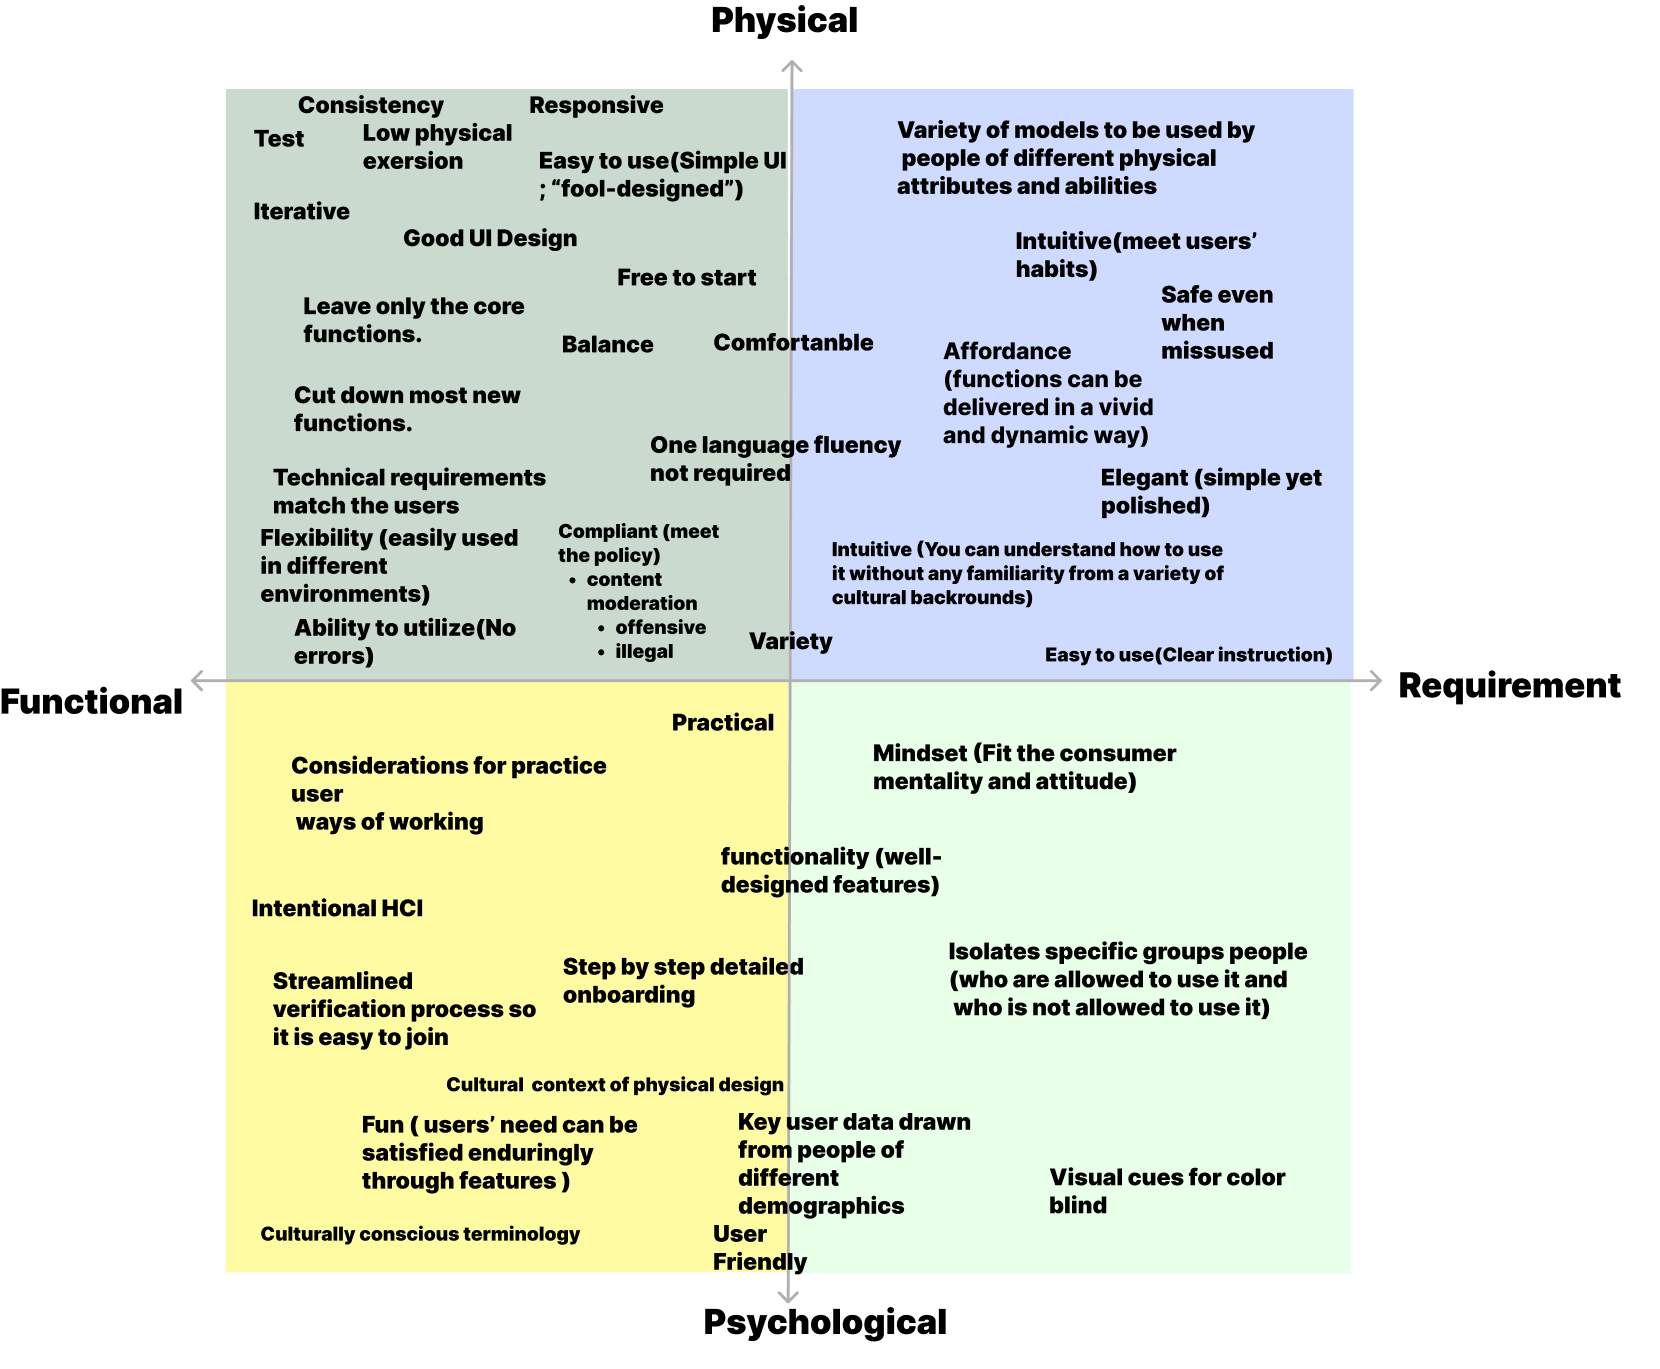 Physical
Consistency
Responsive
Test
Low physical
exersion
Easy to use(Simple UI
; “fool-designed”)
Iterative
Good UI Design
Free to start
Leave only the core
functions.
Balance
Comfortanble
Cut down most new
functions.
One language fluency
not required
Technical requirements
match the users
Flexibility (easily used
in different
environments)
Compliant (meet
the policy)
• content
moderation
• offensive
• illegal
Ability to utilize(No
errors)
Variety
Variety of models to be used by
people of different physical
attributes and abilities
Intuitive(meet users’
habits)
Safe even
when
missused
Affordance
(functions can be
delivered in a vivid
and dynamic way)
Elegant (simple yet
polished)
Intuitive (You can understand how to use
it without any familiarity from a variety of
cultural backrounds)
Easy to use(Clear instruction)
Functional
Requirement
Practical
Considerations for practice
user
ways of working
Intentional HCI
Streamlined
verification process so
it is easy to join
Step by step detailed
onboarding
Cultural context of physical design
Fun ( users’ need can be
satisfied enduringly
through features )
Culturally conscious terminology
functionality (well-
designed features)
Key user data drawn
from people of
different
demographics
User
Friendly
Mindset (Fit the consumer
mentality and attitude)
Isolates specific groups people
(who are allowed to use it and
who is not allowed to use it)
Visual cues for color
blind
Psychological